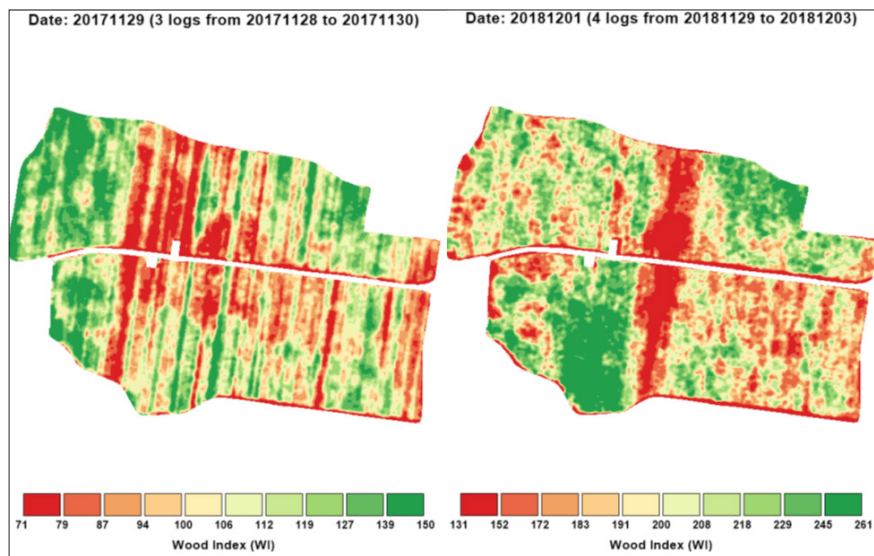 Date: 20171129 (3 logs from 20171128 to 20171130)
Date: 20181201 (4 logs from 20181129 to 20181203)
71 79 87 94 100 106 112 119 127 139 150
Wood Index (WI)
131 152 172 183 191 200 208 218 229 245 261
Wood Index (WI)